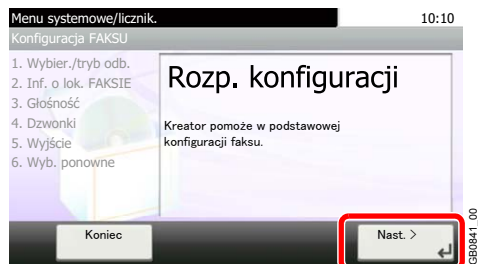 Menu systemowe/licznik.
10:10
Konfiguracja FAKSU
1. Wybier./tryb odb.
2. Inf. o lok. FAKSIE
3. Głośność
4. Dzwonki
5. Wyjście
6. Wyb. ponowne
Rozp. konfiguracji
Kreator pomoże w podstawowej
konfiguracji faksu.
Koniec
Nast. >
GB0841_00